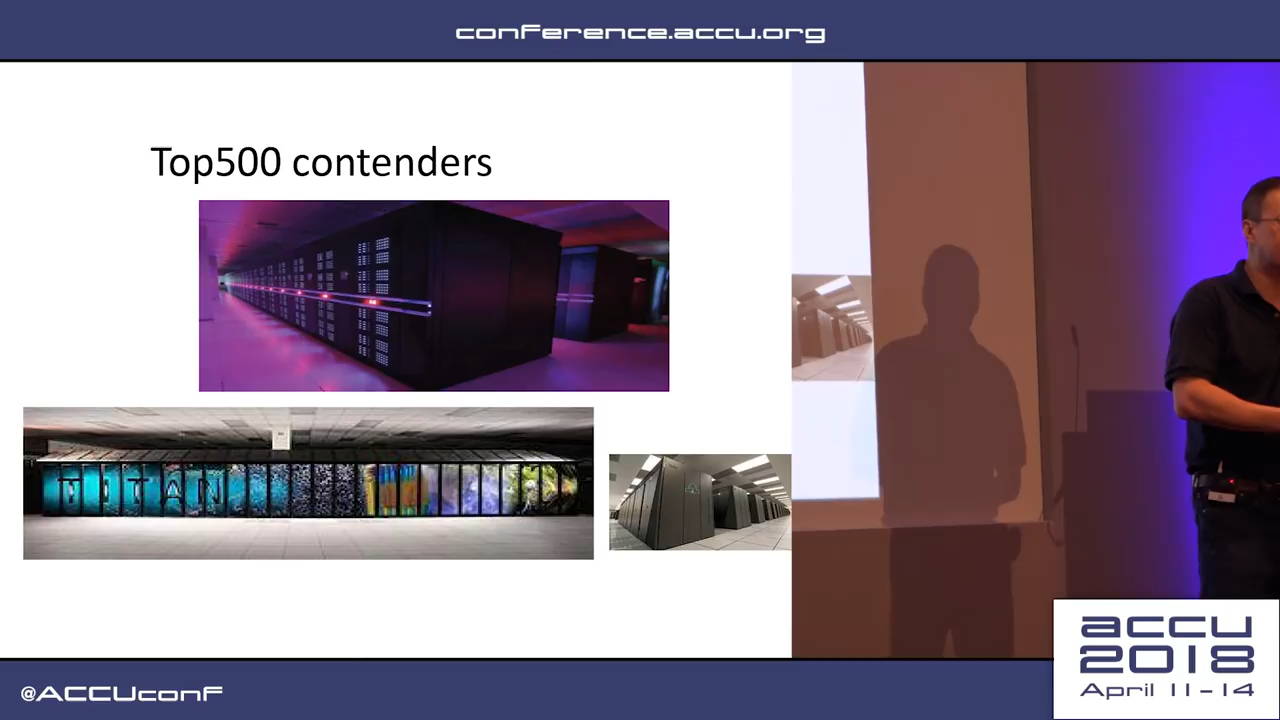 conference.accu.org
Top500 contenders
TITAN
@ACCUconf
accu
2018
April 11-14